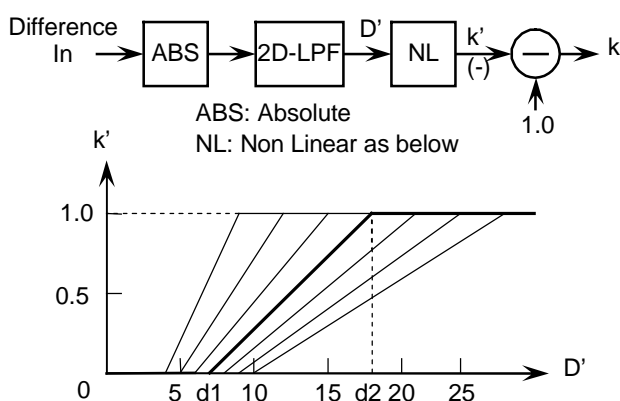 Difference
In
ABS
2D-LPF
D’
NL
k’
(-)
—
k
1.0
ABS: Absolute
NL: Non Linear as below
k’
1.0
0.5
0
5 d1 10 15 d2 20 25
D’